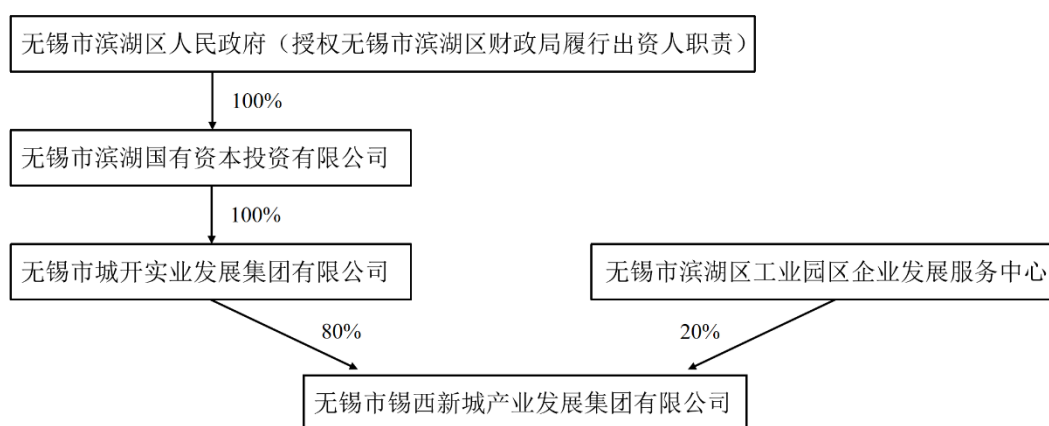 无锡市滨湖区人民政府（授权无锡市滨湖区财政局履行出资人职责）
100%
无锡市滨湖国有资本投资有限公司
100%
无锡市城开实业发展集团有限公司
无锡市滨湖区工业园区企业发展服务中心
80%
20%
无锡市锡西新城产业发展集团有限公司